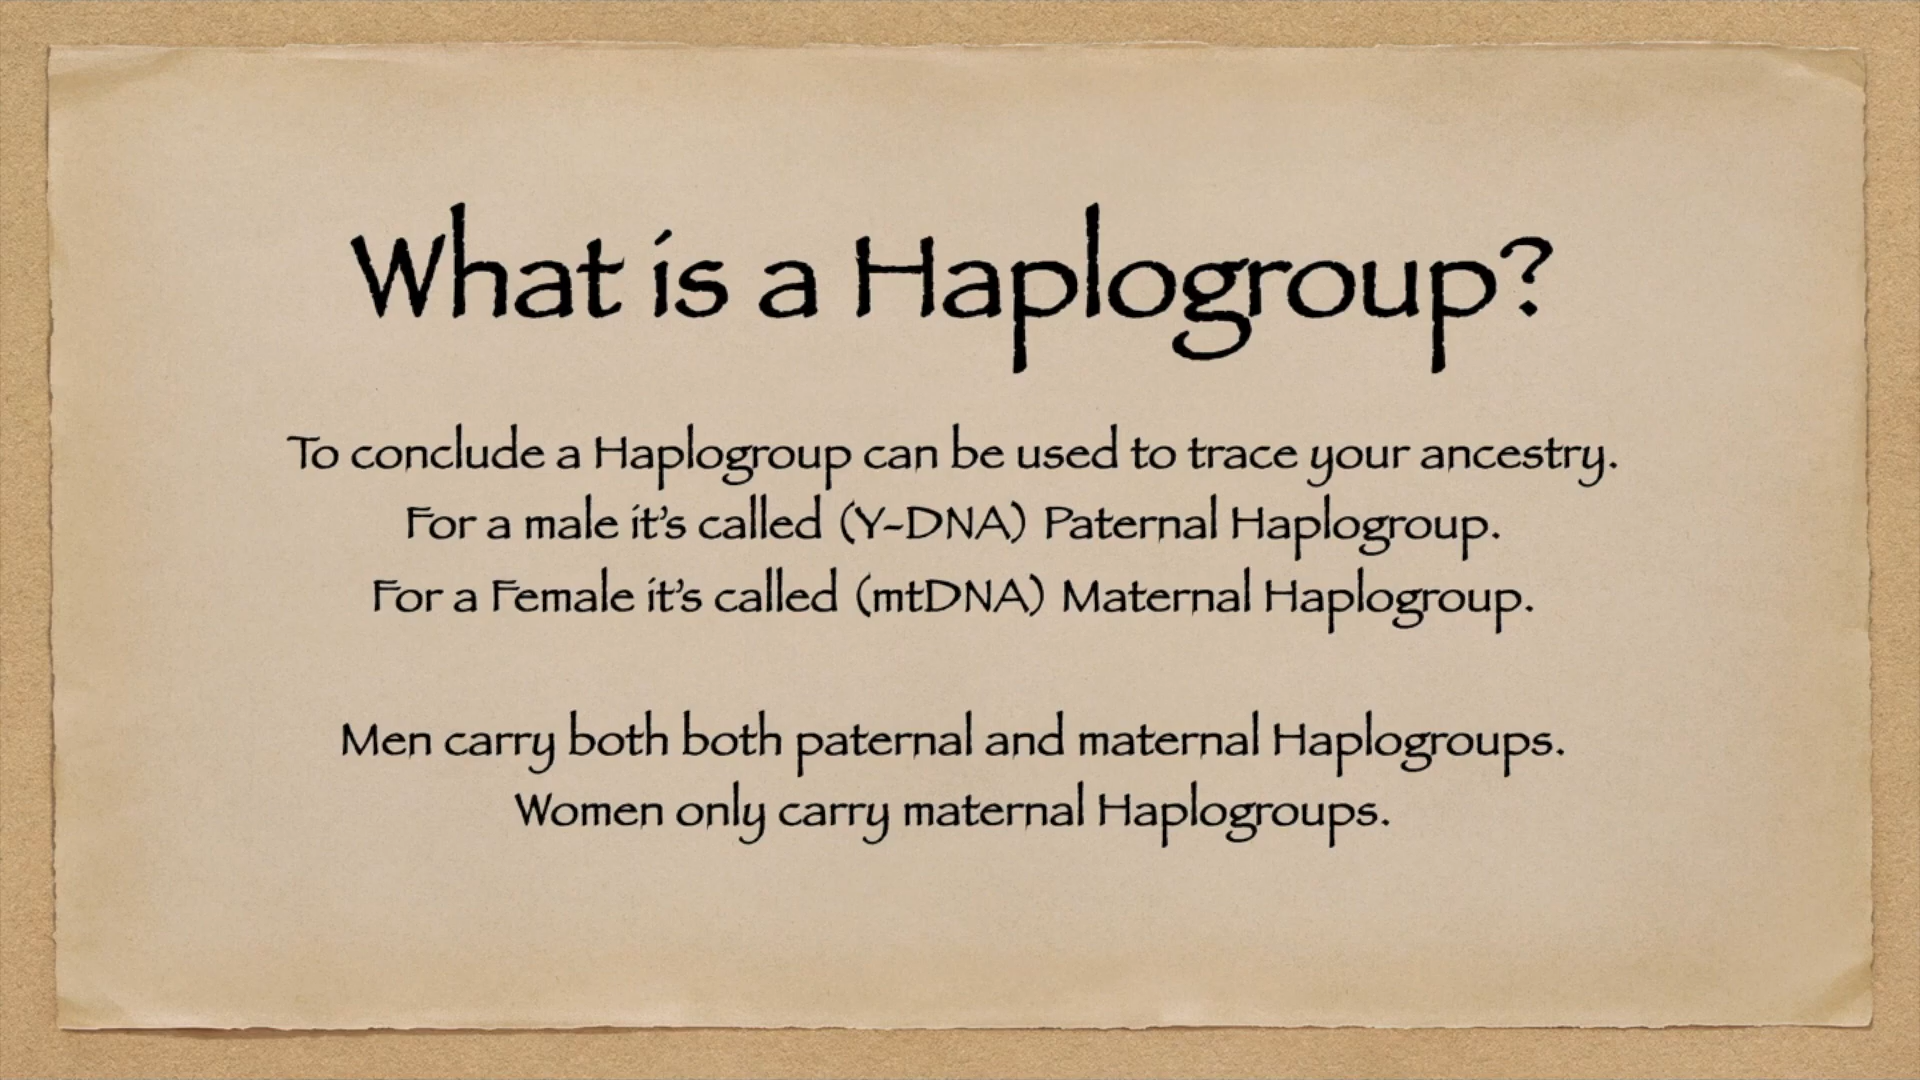 What is a Haplogroup?
To conclude a Haplogroup can be used to trace your ancestry.
For a male it's called (Y-DNA) Paternal Haplogroup.
For a Female it's called (mtDNA) Maternal Haplogroup.
Men carry both both paternal and maternal Haplogroups.
Women only carry maternal Haplogroups.